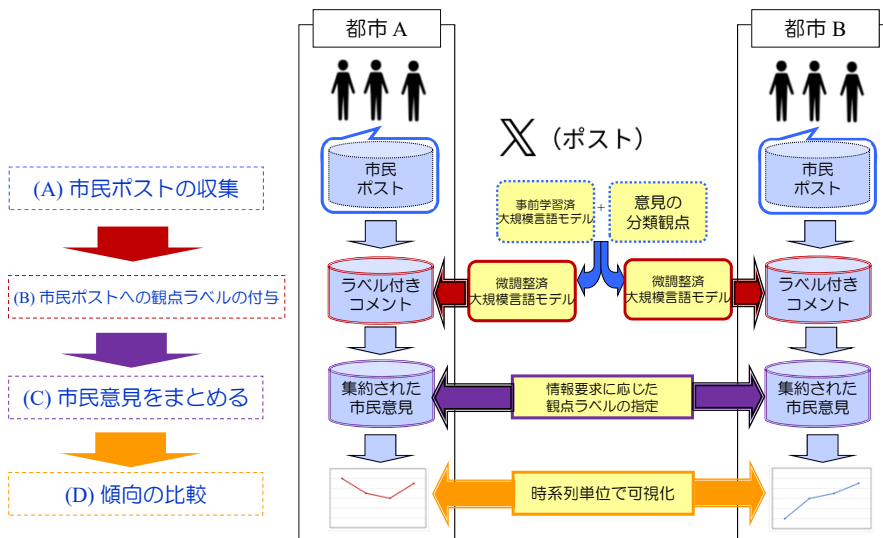 都市 A
都市 B
𝕏 (ポスト)
市民
ポスト
市民
ポスト
(A) 市民ポストの収集
事前学習済
大規模言語モデル
+
意見の
分類観点
(B) 市民ポストへの観点ラベルの付与
ラベル付き
コメント
微調整済
大規模言語モデル
微調整済
大規模言語モデル
ラベル付き
コメント
(C) 市民意見をまとめる
集約された
市民意見
情報要求に応じた
観点ラベルの指定
集約された
市民意見
(D) 傾向の比較
時系列単位で可視化